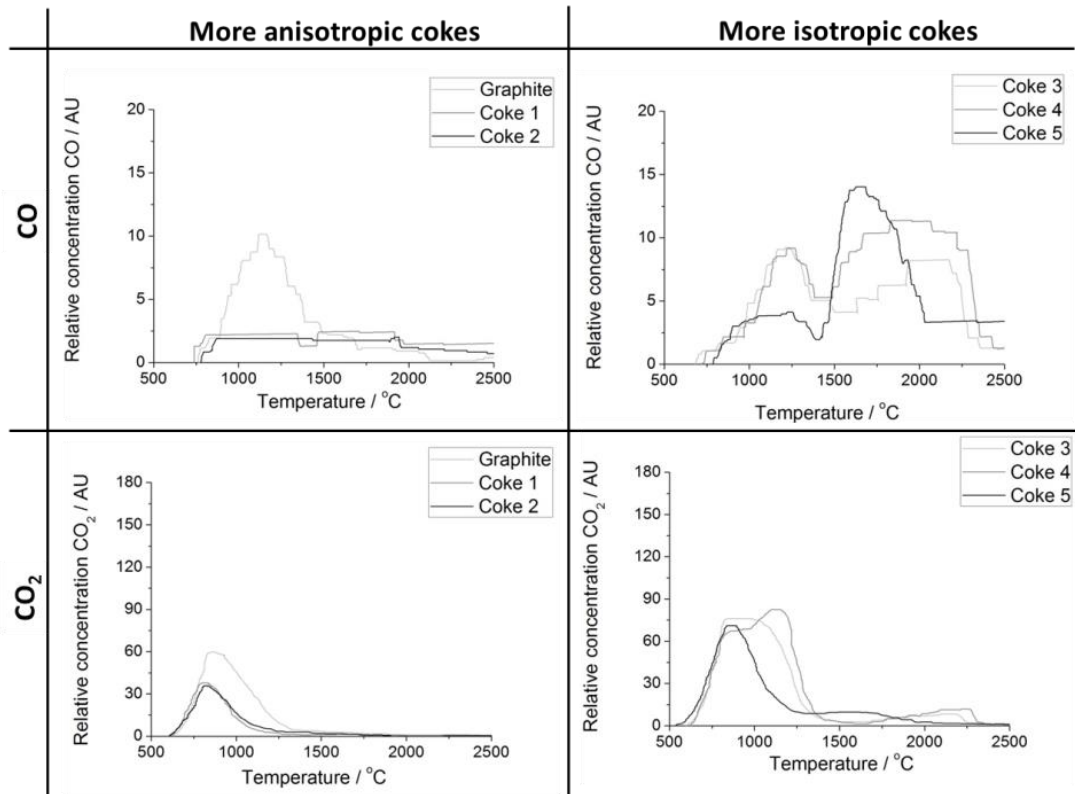 More anisotropic cokes
More isotropic cokes
CO
Relative concentration CO / AU
20
15
10
5
0
500
1000
1500
2000
2500
Temperature / °C
Graphite
Coke 1
Coke 2
Relative concentration CO / AU
20
15
10
5
0
500
1000
1500
2000
2500
Temperature / °C
Coke 3
Coke 4
Coke 5
CO₂
Relative concentration CO₂ / AU
180
150
120
90
60
30
0
500
1000
1500
2000
2500
Temperature / °C
Graphite
Coke 1
Coke 2
Relative concentration CO₂ / AU
180
150
120
90
60
30
0
500
1000
1500
2000
2500
Temperature / °C
Coke 3
Coke 4
Coke 5